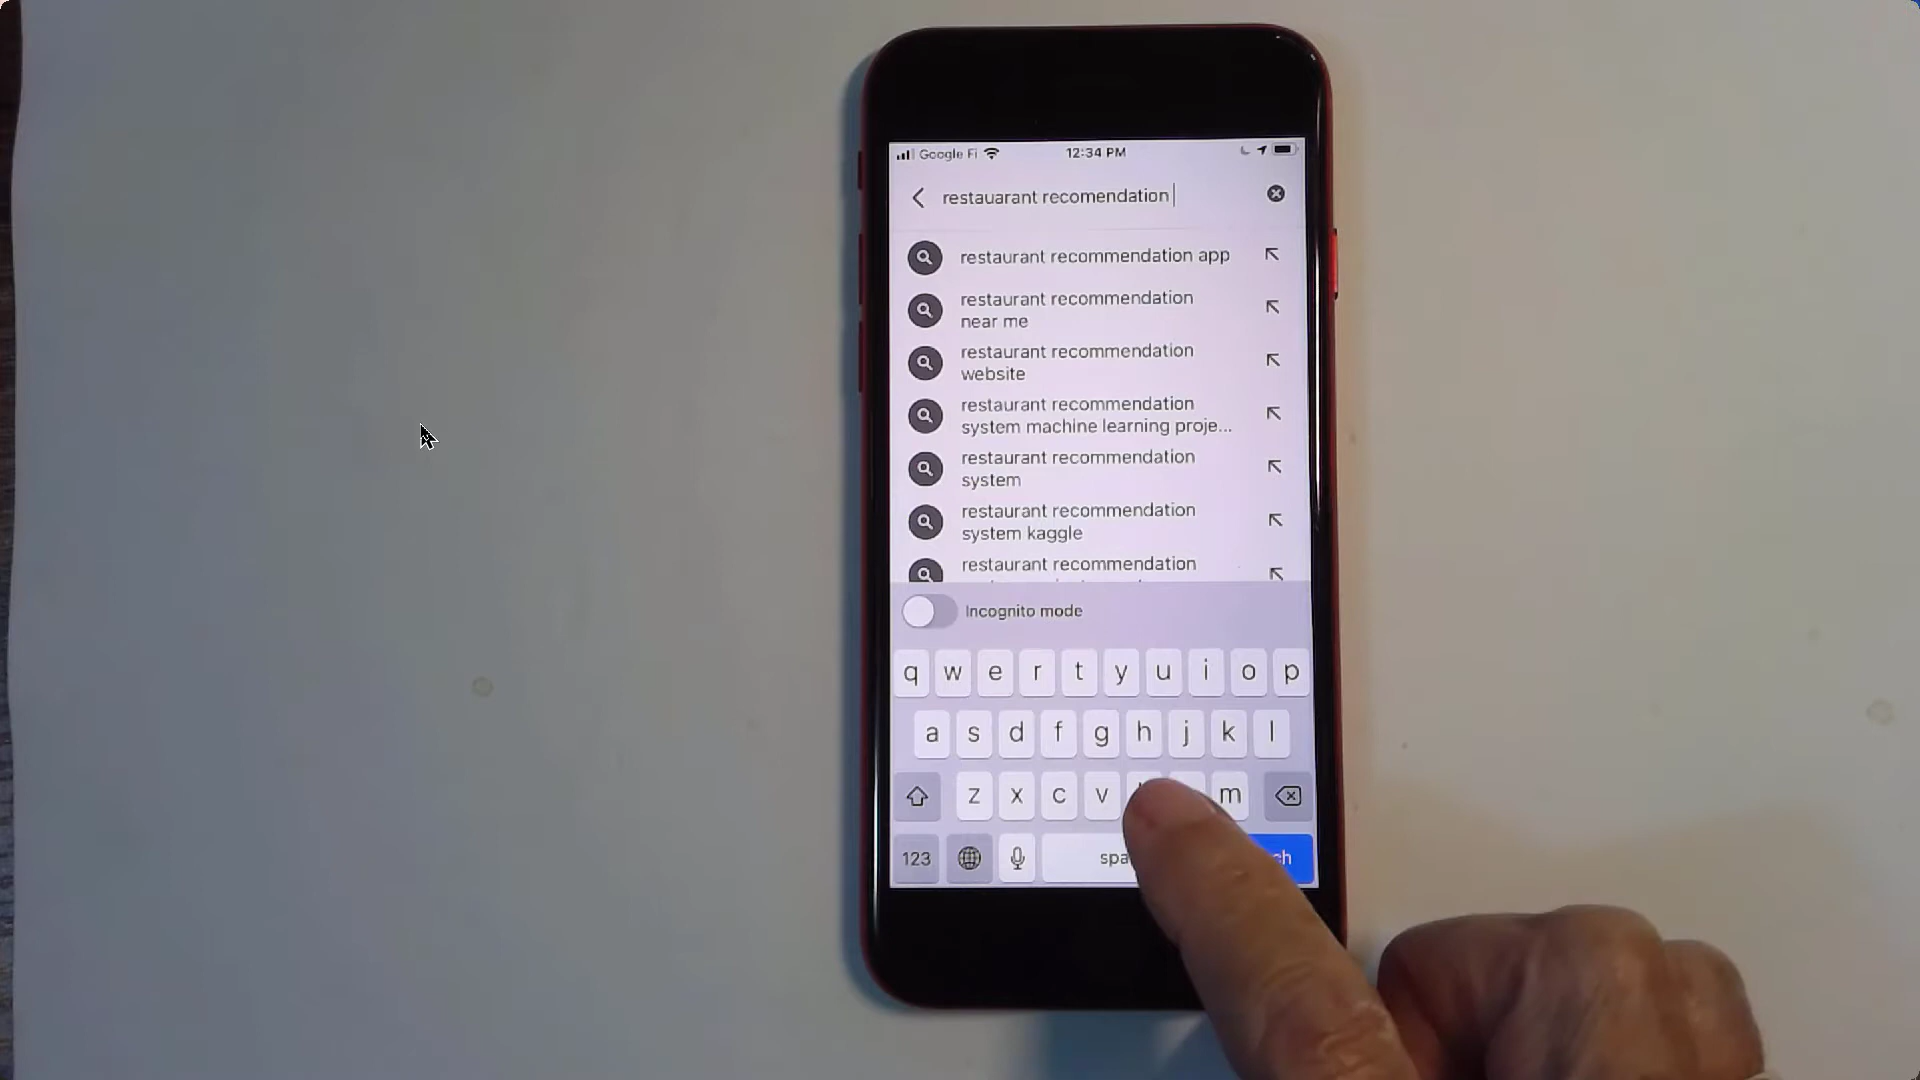 Google Fi 12:34 PM
restauarant recomendation
restaurant recommendation app
restaurant recommendation
near me
restaurant recommendation
website
restaurant recommendation
system machine learning proje...
restaurant recommendation
system
restaurant recommendation
system kaggle
restaurant recommendation
Incognito mode
q w e r t y u i o p
a s d f g h j k l
z x c v m
123